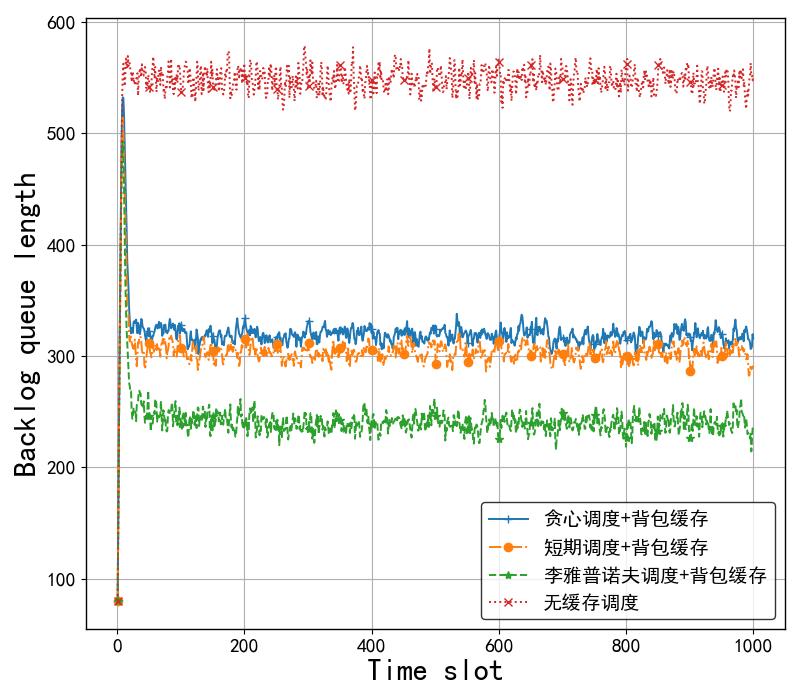 600
500
400
300
200
100
Backlog queue length
贪心调度+背包缓存
短期调度+背包缓存
李雅普诺夫调度+背包缓存
无缓存调度
0 200 400 600 800 1000
Time slot